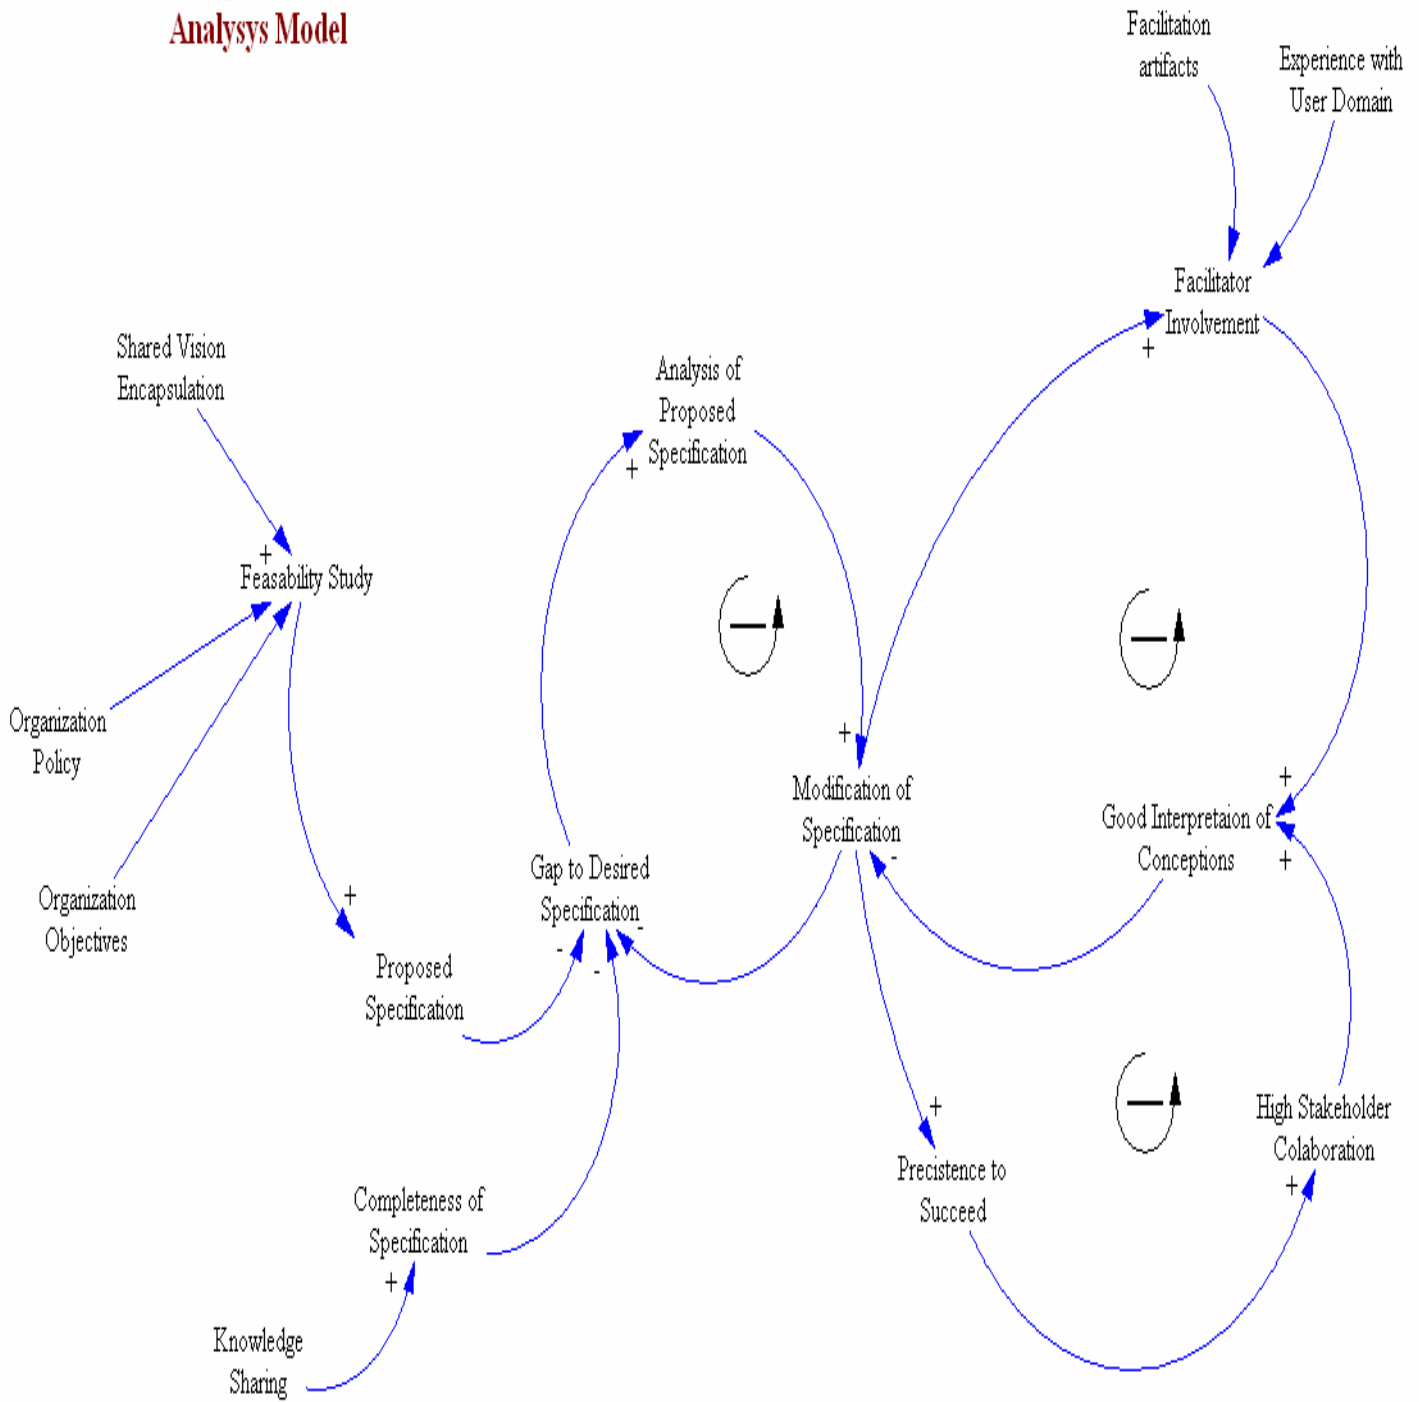 Analysys Model
Facilitation
artifacts
Experience with
User Domain
Facilitator
Involvement
+
Shared Vision
Encapsulation
Analysis of
Proposed
Specification
+
+
Feasability Study
Organization
Policy
+
Modification of
Specification
-
+
Good Interpretaion of
Conceptions
+
Gap to Desired
Specification
-
-
-
Organization
Objectives
+
Proposed
Specification
+
Precistence to
Succeed
High Stakeholder
Colaboration
+
Completeness of
Specification
+
Knowledge
Sharing